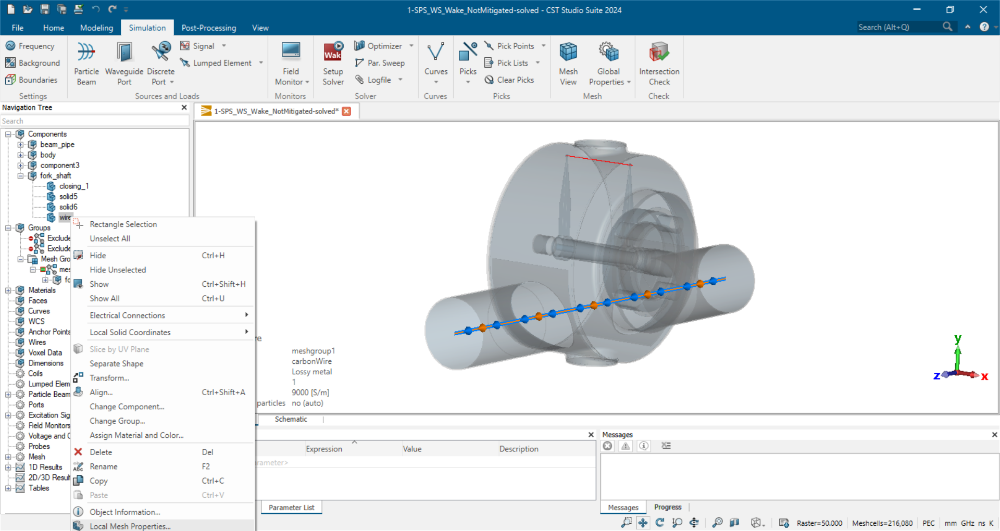 1-SPS_WS_Wake_NotMitigated-solved - CST Studio Suite 2024
File Home Modeling Simulation Post-Processing View
Search (Alt+Q)
Frequency
Background
Boundaries
Settings
Particle Beam
Waveguide Port
Discrete Port
Signal
Lumped Element
Sources and Loads
Field Monitor
Monitors
Wak
Setup Solver
Optimizer
Par. Sweep
Logfile
Solver
Curves
Curves
Picks
Pick Points
Pick Lists
Clear Picks
Picks
Mesh View
Global Properties
Mesh
Intersection Check
Check
Navigation Tree
Search
1-SPS_WS_Wake_NotMitigated-solved*
Components
beam_pipe
body
component3
fork_shaft
closing_1
solid5
solid6
wire
Groups
Exclude
Exclude
Mesh Gro
mes
fo
Materials
Faces
Curves
WCS
Anchor Points
Wires
Voxel Data
Dimensions
Coils
Lumped Elem
Particle Beam
Ports
Excitation Sig
Field Monitors
Voltage and C
Probes
Mesh
1D Results
2D/3D Result
Tables
Rectangle Selection
Unselect All
Hide Ctrl+H
Hide Unselected
Show Ctrl+Shift+H
Show All Ctrl+U
Electrical Connections
Local Solid Coordinates
Slice by UV Plane
Separate Shape
Transform...
Align... Ctrl+Shift+A
Change Component...
Change Group...
Assign Material and Color...
Delete Del
Rename F2
Copy Ctrl+C
Paste Ctrl+V
Object Information...
Local Mesh Properties...
re
meshgroup1
carbonWire
Lossy metal
1
9000 [S/m]
particles no (auto)
y
z x
Schematic
Expression Value Description
rameter>
Parameter List
Messages
Messages Progress
Raster=50.000 Meshcells=216,080 PEC mm GHz ns K